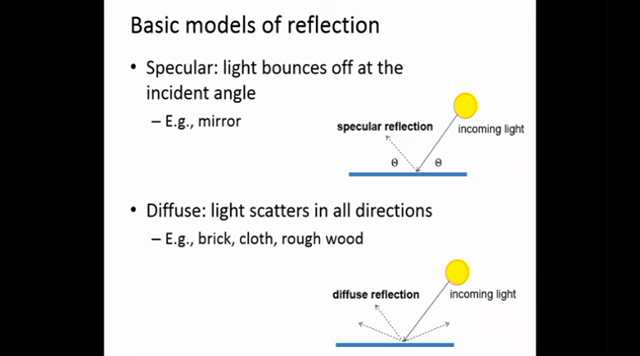 Basic models of reflection
• Specular: light bounces off at the
incident angle
– E.g., mirror
specular reflection
incoming light
θ θ
• Diffuse: light scatters in all directions
– E.g., brick, cloth, rough wood
diffuse reflection
incoming light